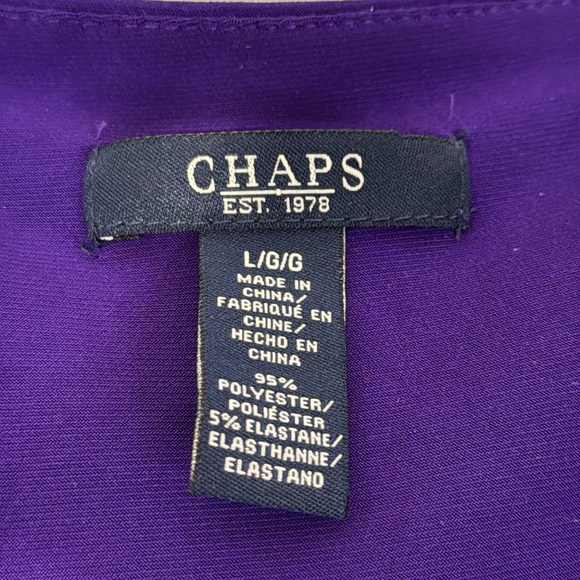 CHAPS
EST. 1978
L/G/G
MADE IN
CHINA/
FABRIQUÉ EN
CHINE/
HECHO EN
CHINA
95%
POLYESTER/
POLIÉSTER
5% ELASTANE/
ELASTHANNE/
ELASTANO